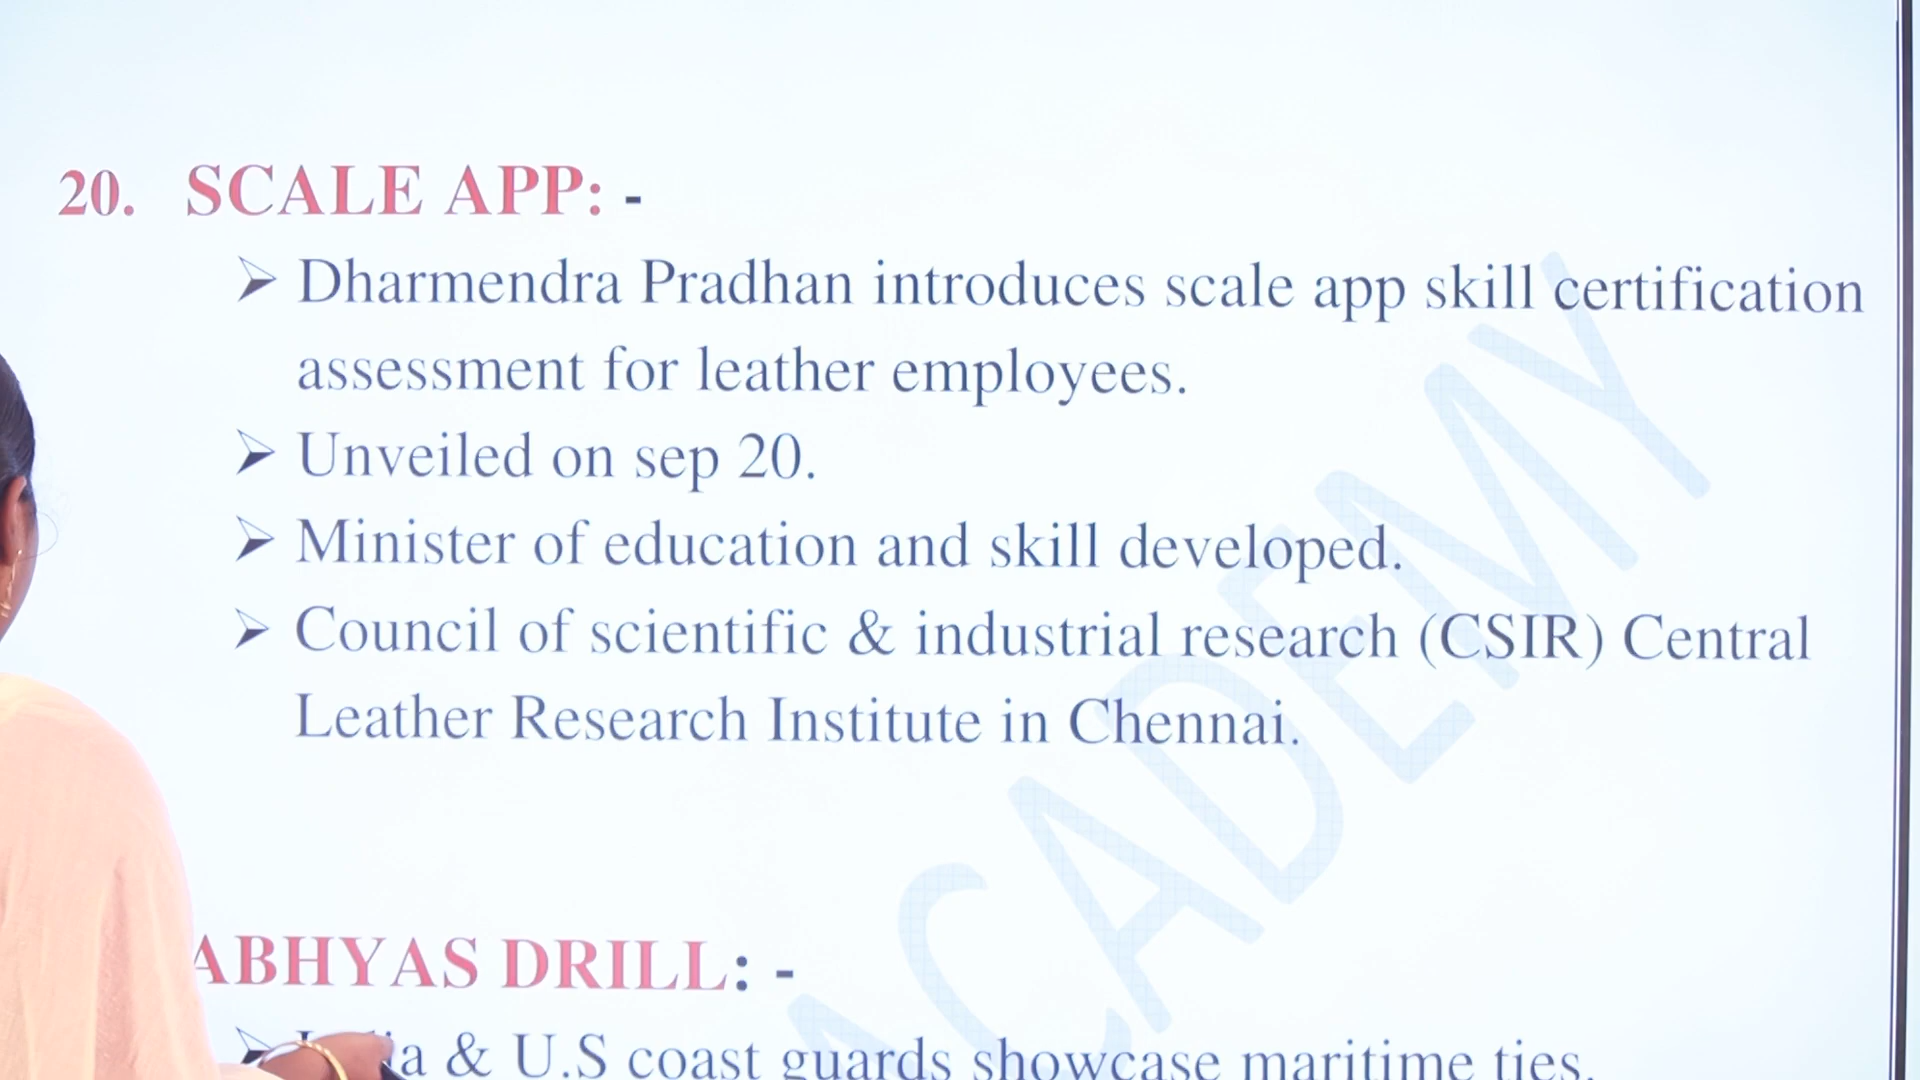 20. SCALE APP: -
➢ Dharmendra Pradhan introduces scale app skill certification
assessment for leather employees.
➢ Unveiled on sep 20.
➢ Minister of education and skill developed.
➢ Council of scientific & industrial research (CSIR) Central
Leather Research Institute in Chennai.
ACADEMY
ABHYAS DRILL: -
➢ & U.S coast guards showcase maritime ties.